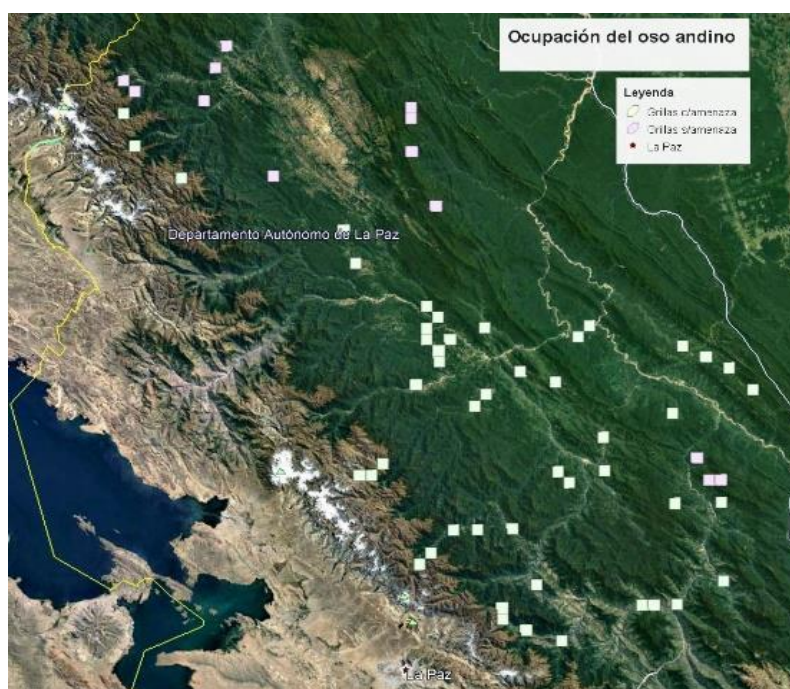 Ocupación del oso andino
Leyenda
Grillas c/amenaza
Grillas s/amenaza
La Paz
Departamento Autónomo de La Paz
La Paz